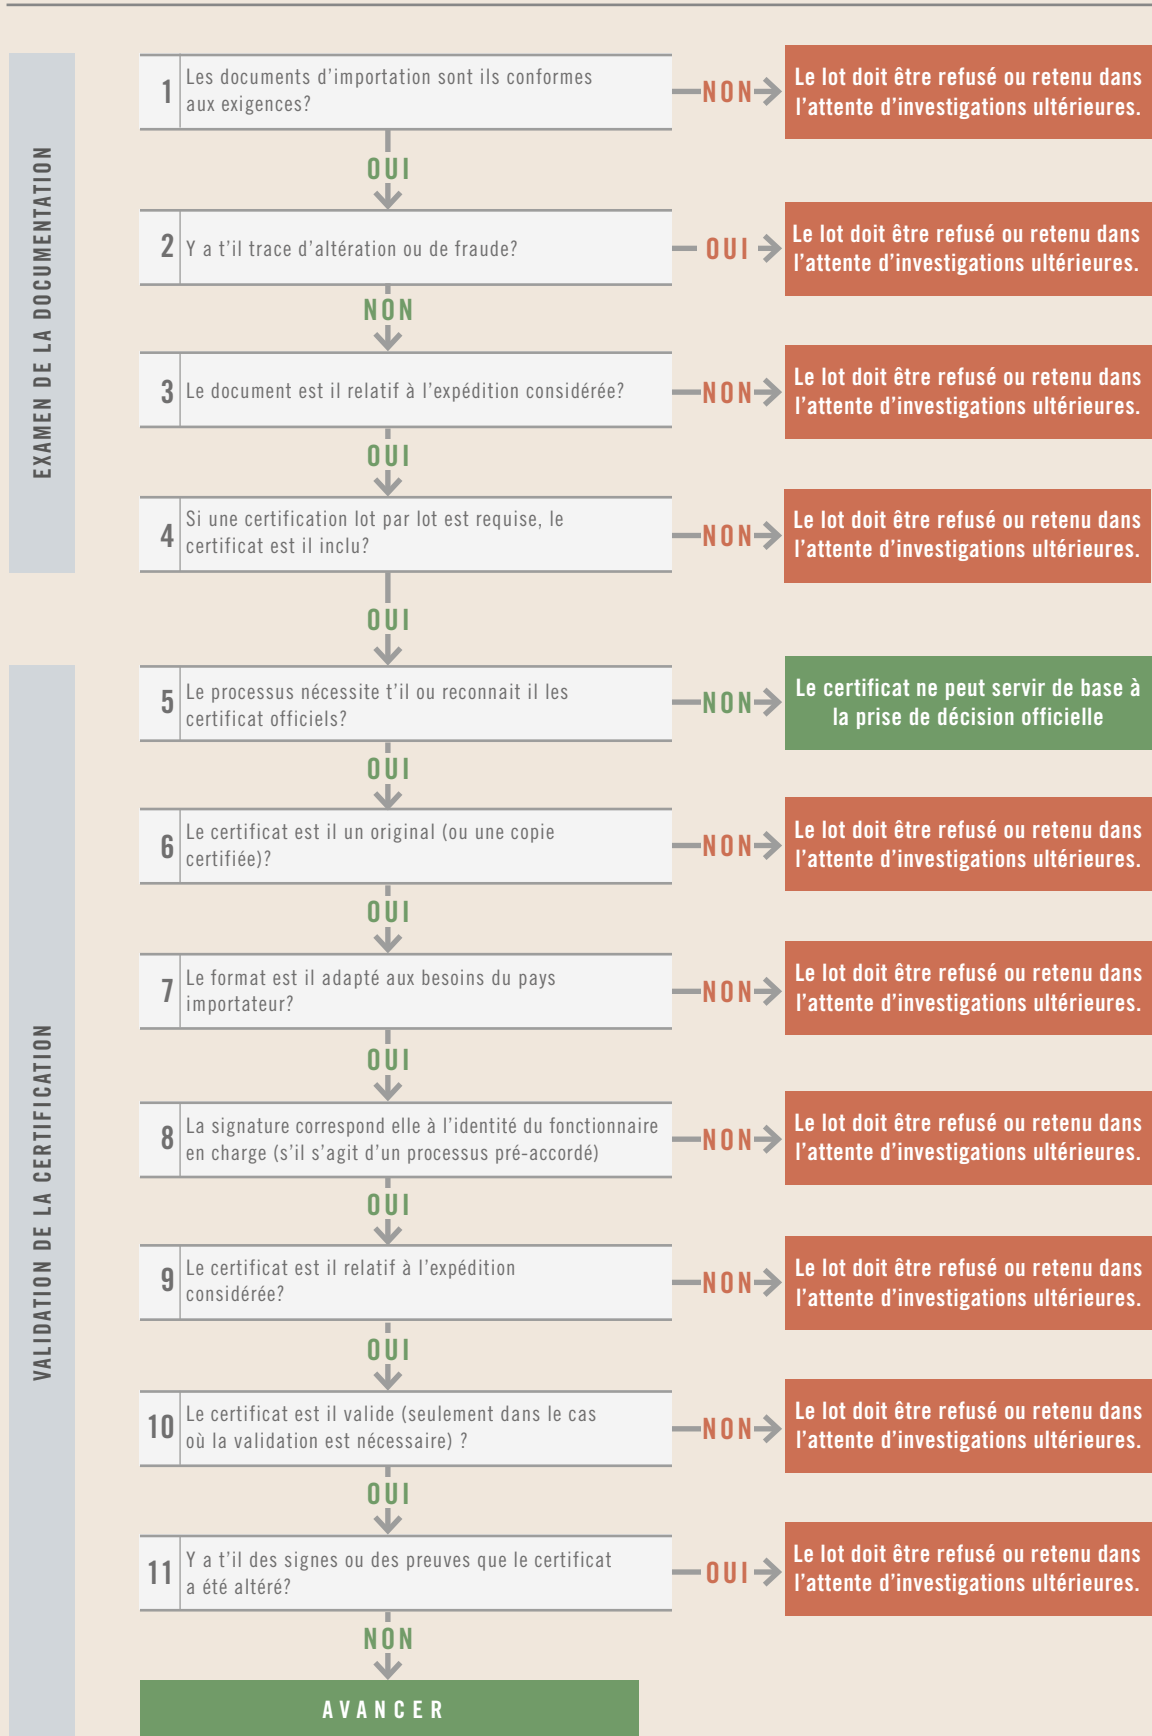 EXAMEN DE LA DOCUMENTATION
1
Les documents d’importation sont ils conformes
aux exigences?
NON
Le lot doit être refusé ou retenu dans
l’attente d’investigations ultérieures.
OUI
2
Y a t’il trace d’altération ou de fraude?
OUI
Le lot doit être refusé ou retenu dans
l’attente d’investigations ultérieures.
NON
3
Le document est il relatif à l’expédition considérée?
NON
Le lot doit être refusé ou retenu dans
l’attente d’investigations ultérieures.
OUI
4
Si une certification lot par lot est requise, le
certificat est il inclu?
NON
Le lot doit être refusé ou retenu dans
l’attente d’investigations ultérieures.
OUI
VALIDATION DE LA CERTIFICATION
5
Le processus nécessite t’il ou reconnait il les
certificat officiels?
NON
Le certificat ne peut servir de base à
la prise de décision officielle
OUI
6
Le certificat est il un original (ou une copie
certifiée)?
NON
Le lot doit être refusé ou retenu dans
l’attente d’investigations ultérieures.
OUI
7
Le format est il adapté aux besoins du pays
importateur?
NON
Le lot doit être refusé ou retenu dans
l’attente d’investigations ultérieures.
OUI
8
La signature correspond elle à l’identité du fonctionnaire
en charge (s’il s’agit d’un processus pré-accordé)
NON
Le lot doit être refusé ou retenu dans
l’attente d’investigations ultérieures.
OUI
9
Le certificat est il relatif à l’expédition
considérée?
NON
Le lot doit être refusé ou retenu dans
l’attente d’investigations ultérieures.
OUI
10
Le certificat est il valide (seulement dans le cas
où la validation est nécessaire) ?
NON
Le lot doit être refusé ou retenu dans
l’attente d’investigations ultérieures.
OUI
11
Y a t’il des signes ou des preuves que le certificat
a été altéré?
OUI
Le lot doit être refusé ou retenu dans
l’attente d’investigations ultérieures.
NON
AVANCER